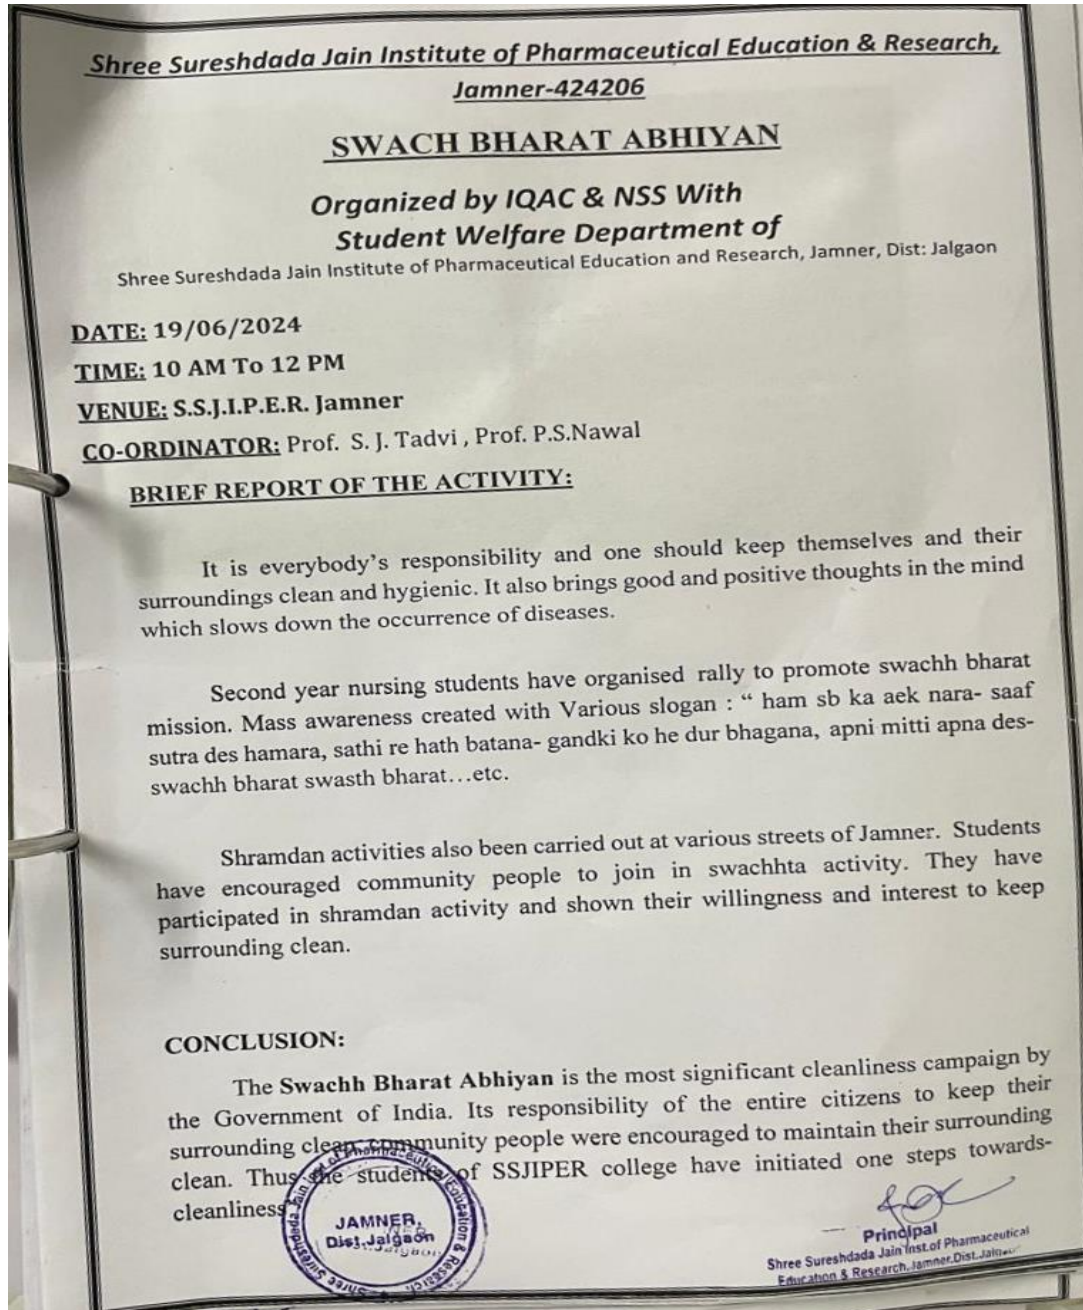 Shree Sureshdada Jain Institute of Pharmaceutical Education & Research,
Jamner-424206
SWACH BHARAT ABHIYAN
Organized by IQAC & NSS With
Student Welfare Department of
Shree Sureshdada Jain Institute of Pharmaceutical Education and Research, Jamner, Dist: Jalgaon
DATE: 19/06/2024
TIME: 10 AM To 12 PM
VENUE: S.S.J.I.P.E.R. Jamner
CO-ORDINATOR: Prof. S. J. Tadvi , Prof. P.S.Nawal
BRIEF REPORT OF THE ACTIVITY:
It is everybody’s responsibility and one should keep themselves and their
surroundings clean and hygienic. It also brings good and positive thoughts in the mind
which slows down the occurrence of diseases.
Second year nursing students have organised rally to promote swachh bharat
mission. Mass awareness created with Various slogan : “ ham sb ka aek nara- saaf
sutra des hamara, sathi re hath batana- gandki ko he dur bhagana, apni mitti apna des-
swachh bharat swasth bharat…etc.
Shramdan activities also been carried out at various streets of Jamner. Students
have encouraged community people to join in swachhta activity. They have
participated in shramdan activity and shown their willingness and interest to keep
surrounding clean.
CONCLUSION:
The Swachh Bharat Abhiyan is the most significant cleanliness campaign by
the Government of India. Its responsibility of the entire citizens to keep their
surrounding clean community people were encouraged to maintain their surrounding
clean. Thus the students of SSJIPER college have initiated one steps towards-
cleanliness
Shree Sureshdada Jain Inst of Pharmaceutical Education & Research.
JAMNER,
Dist.Jalgaon
Principal
Shree Sureshdada Jain Inst.of Pharmaceutical
Education & Research,Jamner.Dist.